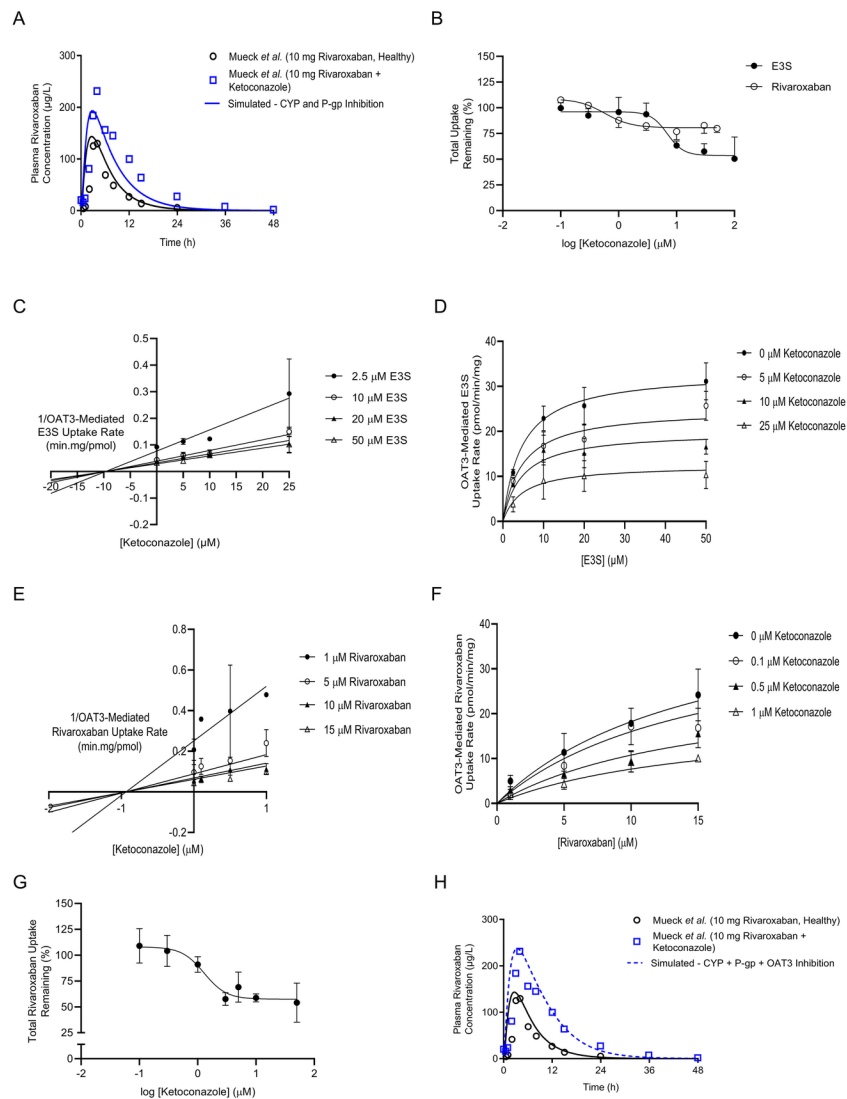 A
Plasma Rivaroxaban
Concentration (µg/L)
300
200
100
0
0 12 24 36 48
Time (h)
Mueck et al. (10 mg Rivaroxaban, Healthy)
Mueck et al. (10 mg Rivaroxaban +
Ketoconazole)
Simulated - CYP and P-gp Inhibition
B
Total Uptake
Remaining (%)
150
125
100
75
50
25
0
-2 -1 0 1 2
log [Ketoconazole] (µM)
E3S
Rivaroxaban
C
1/OAT3-Mediated
E3S Uptake Rate
(min.mg/pmol)
0.5
0.4
0.3
0.2
0.1
-0.1
-0.2
-20 -15 -10 -5 5 10 15 20 25
[Ketoconazole] (µM)
2.5 µM E3S
10 µM E3S
20 µM E3S
50 µM E3S
D
OAT3-Mediated E3S
Uptake Rate (pmol/min/mg)
40
30
20
10
0
0 10 20 30 40 50
[E3S] (µM)
0 µM Ketoconazole
5 µM Ketoconazole
10 µM Ketoconazole
25 µM Ketoconazole
E
1/OAT3-Mediated
Rivaroxaban Uptake Rate
(min.mg/pmol)
0.8
0.6
0.4
0.2
-0.2
-2 -1 1
[Ketoconazole] (µM)
1 µM Rivaroxaban
5 µM Rivaroxaban
10 µM Rivaroxaban
15 µM Rivaroxaban
F
OAT3-Mediated Rivaroxaban
Uptake Rate (pmol/min/mg)
40
30
20
10
0
0 5 10 15
[Rivaroxaban] (µM)
0 µM Ketoconazole
0.1 µM Ketoconazole
0.5 µM Ketoconazole
1 µM Ketoconazole
G
Total Rivaroxaban Uptake
Remaining (%)
150
125
100
75
50
25
0
-2 -1 0 1 2
log [Ketoconazole] (µM)
H
Plasma Rivaroxaban
Concentration (µg/L)
300
200
100
0
0 12 24 36 48
Time (h)
Mueck et al. (10 mg Rivaroxaban, Healthy)
Mueck et al. (10 mg Rivaroxaban +
Ketoconazole)
Simulated - CYP + P-gp + OAT3 Inhibition